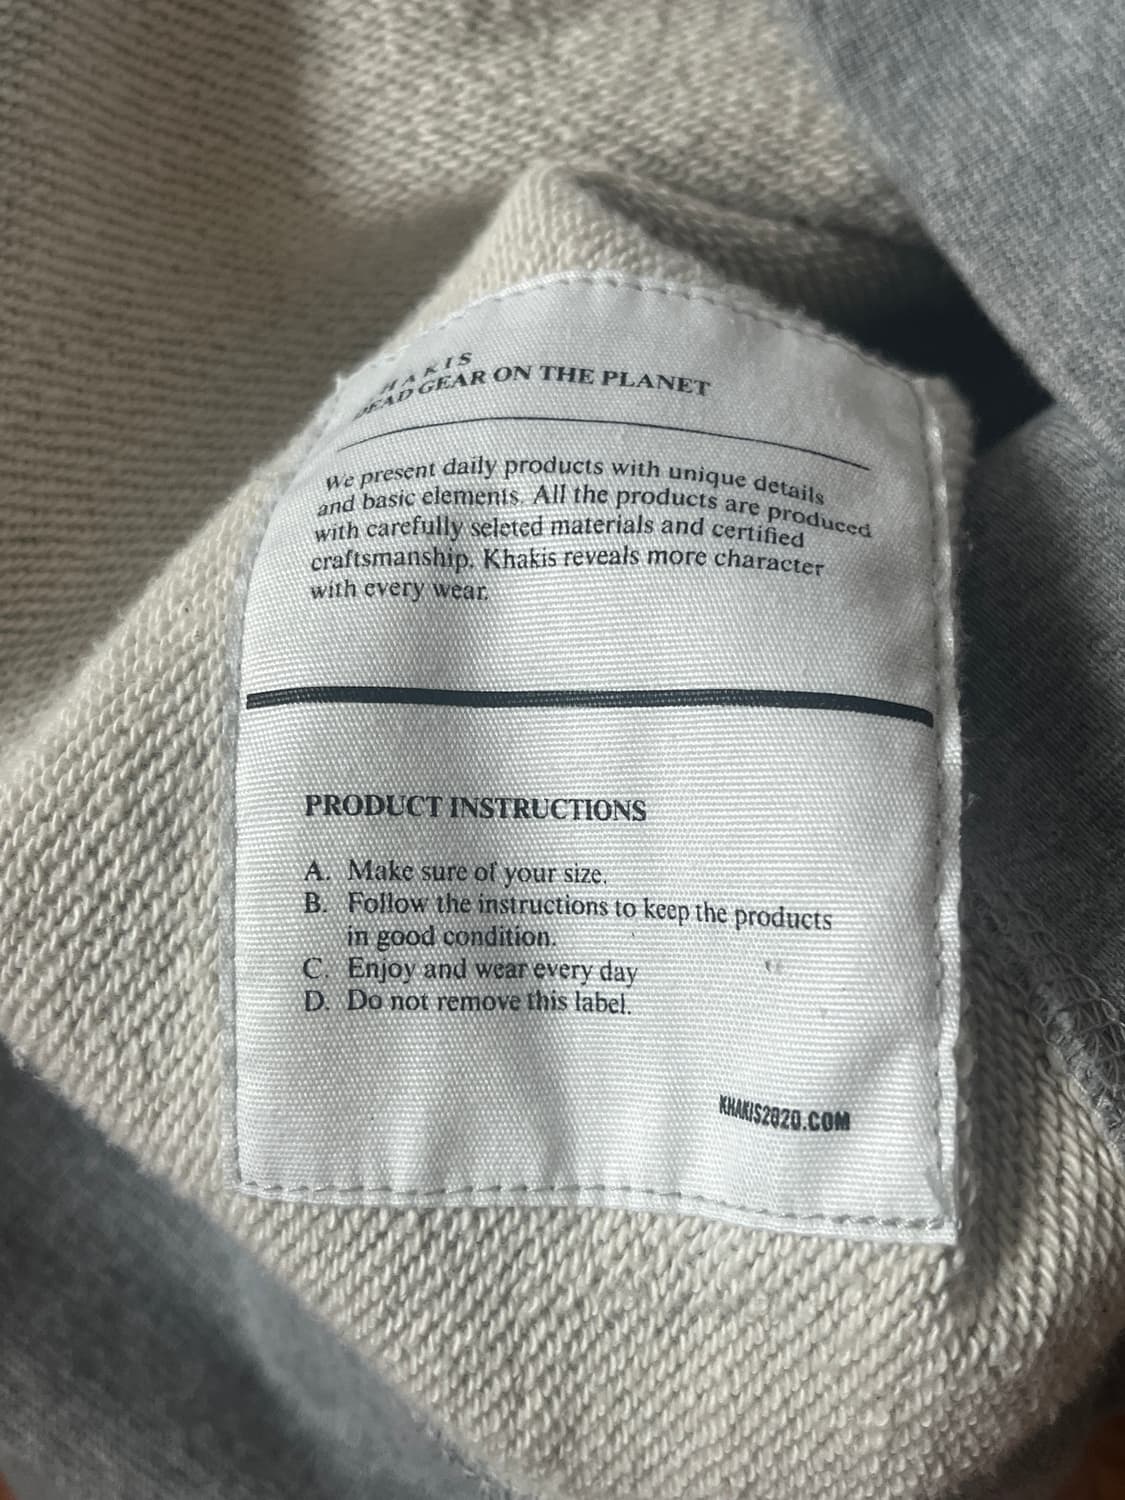 HAKIS
DEAD GEAR ON THE PLANET
We present daily products with unique details
and basic elements. All the products are produced
with carefully seleted materials and certified
craftsmanship. Khakis reveals more character
with every wear.
PRODUCT INSTRUCTIONS
A. Make sure of your size.
B. Follow the instructions to keep the products
in good condition.
C. Enjoy and wear every day
D. Do not remove this label.
KHAKIS2020.COM